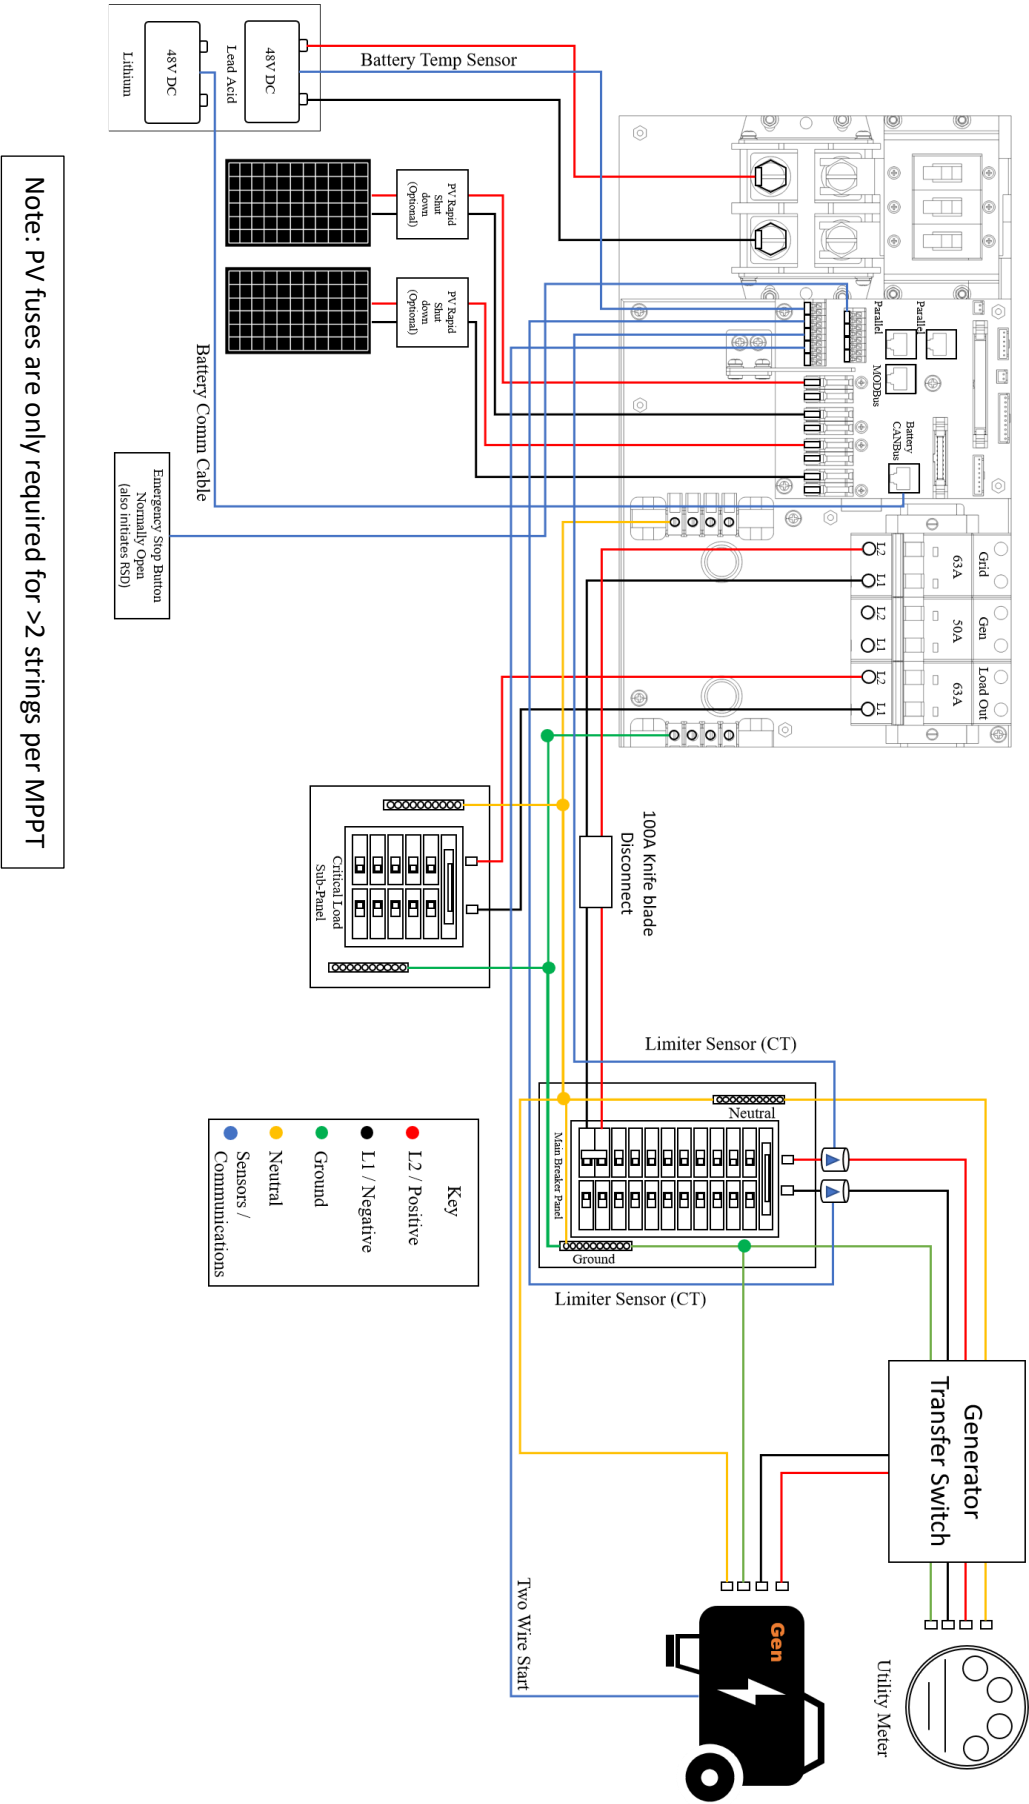 48V DC
Lithium
48V DC
Lead Acid
Battery Temp Sensor
PV Rapid
Shut
down
(Optional)
PV Rapid
Shut
down
(Optional)
Battery Comm Cable
Note: PV fuses are only required for >2 strings per MPPT
Emergency Stop Button
Normally Open
(also initiates RSD)
Parallel
Parallel
MODBus
Battery
CANBus
Grid
63A
L2
L1
Gen
50A
L2
L1
Load Out
63A
L2
L1
100A Knife blade
Disconnect
Critical Load
Sub-Panel
Limiter Sensor (CT)
Neutral
Main Breaker Panel
Ground
Limiter Sensor (CT)
Key
L2 / Positive
L1 / Negative
Ground
Neutral
Sensors /
Communications
Generator
Transfer Switch
Two Wire Start
Gen
Utility Meter